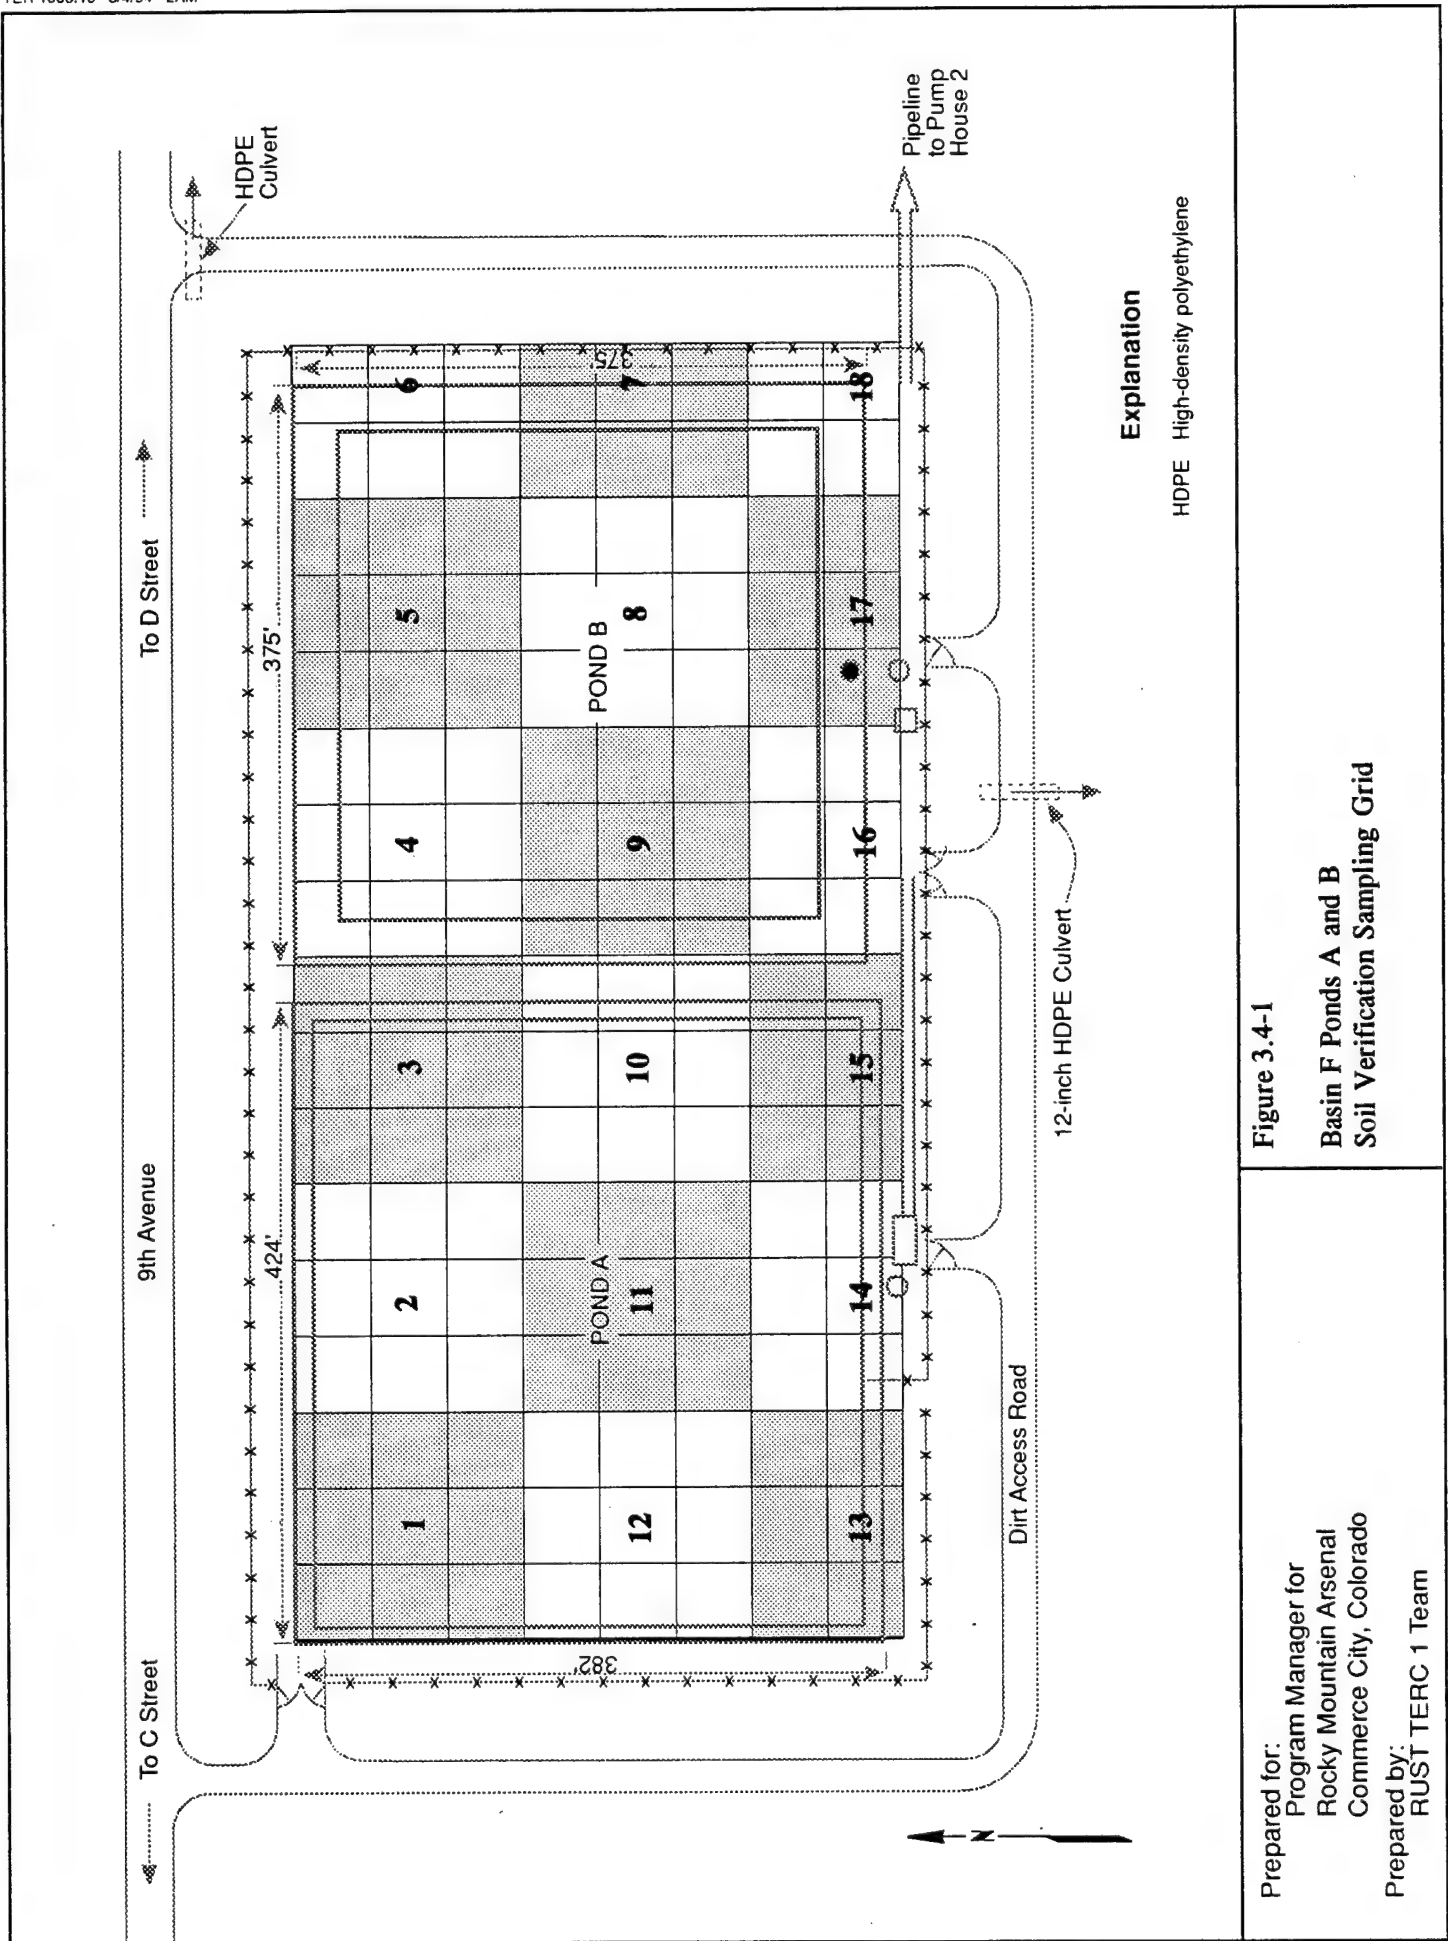 To C Street
9th Avenue
To D Street
HDPE
Culvert
424'
375'
382'
375'
1
2
3
4
5
6
POND A
POND B
12
11
10
9
8
7
13
14
15
16
17
18
Pipeline
to Pump
House 2
Dirt Access Road
12-inch HDPE Culvert
N
Explanation
HDPE High-density polyethylene
Prepared for:
Program Manager for
Rocky Mountain Arsenal
Commerce City, Colorado
Prepared by:
RUST TERC 1 Team
Figure 3.4-1
Basin F Ponds A and B
Soil Verification Sampling Grid